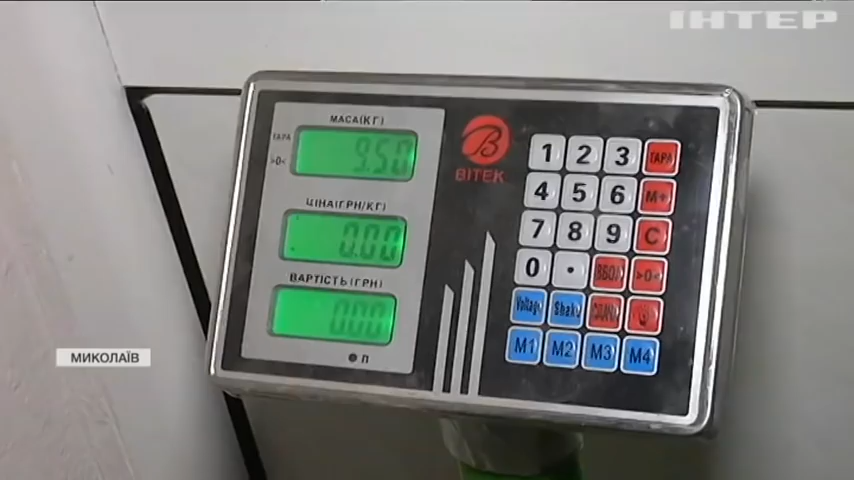 ІНТЕР
МАСА(КГ)
ТАРА
>0<
9.50
ЦІНА(ГРН/КГ)
0.00
ВАРТІСТЬ(ГРН)
0.00
П
BITEK
1 2 3 ТАРА
4 5 6 M+
7 8 9 C
0 • >0<
Voltage Shake
M1 M2 M3 M4
МИКОЛАЇВ